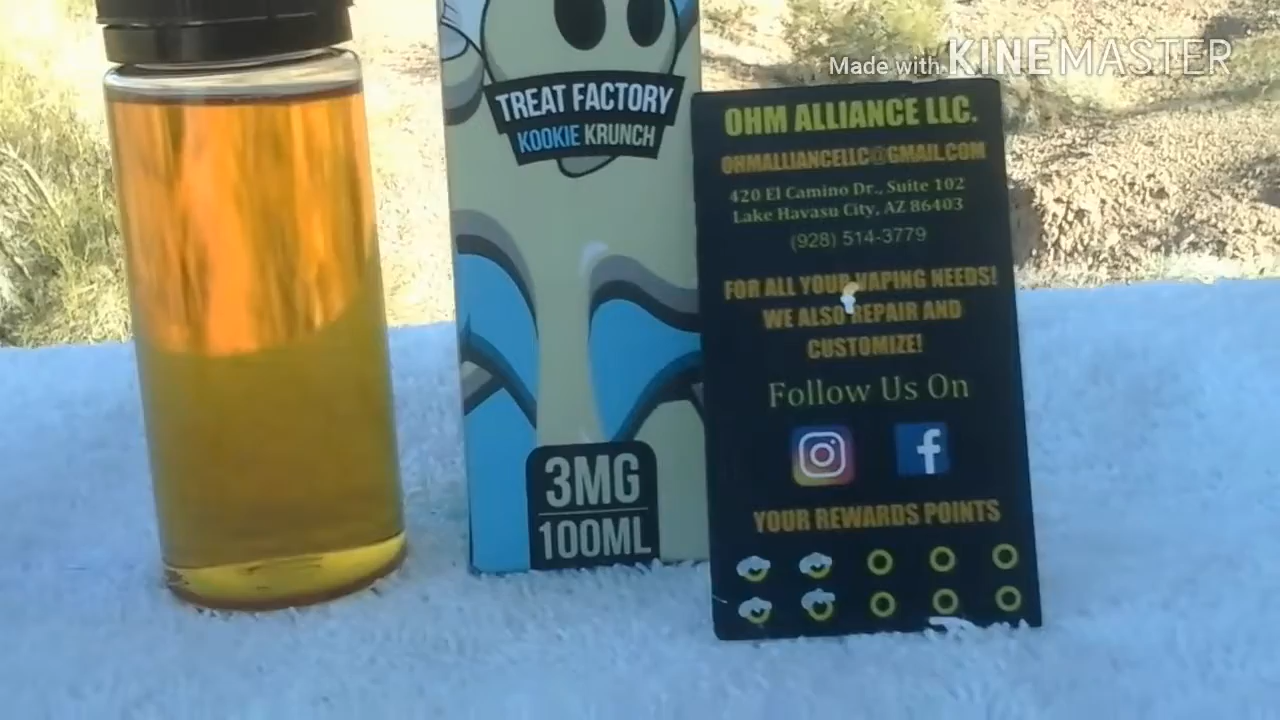 Made with KINEMASTER
TREAT FACTORY
KOOKIE KRUNCH
3MG
100ML
OHM ALLIANCE LLC.
OHMALLIANCELLC@GMAIL.COM
420 El Camino Dr., Suite 102
Lake Havasu City, AZ 86403
(928) 514-3779
FOR ALL YOUR VAPING NEEDS!
WE ALSO REPAIR AND
CUSTOMIZE!
Follow Us On
YOUR REWARDS POINTS